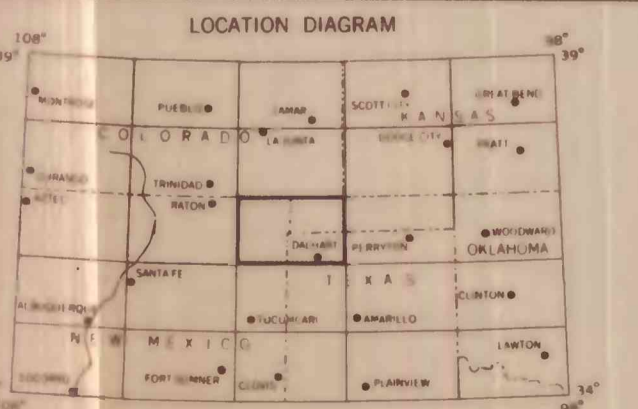 LOCATION DIAGRAM
108° 98°
39° 39°
MONTROSE PUEBLO LAMAR SCOTT CITY GREAT BEND
KANSAS
COLORADO LA JUNTA DODGE CITY PRATT
DURANGO TRINIDAD
AZTEC RATON
DALHART PERRYTON WOODWARD
OKLAHOMA
SANTA FE TEXAS
ALBUQUERQUE TUCUMCARI AMARILLO CLINTON
NEW MEXICO LAWTON
SOCORRO FORT SUMNER CLOVIS PLAINVIEW 34°